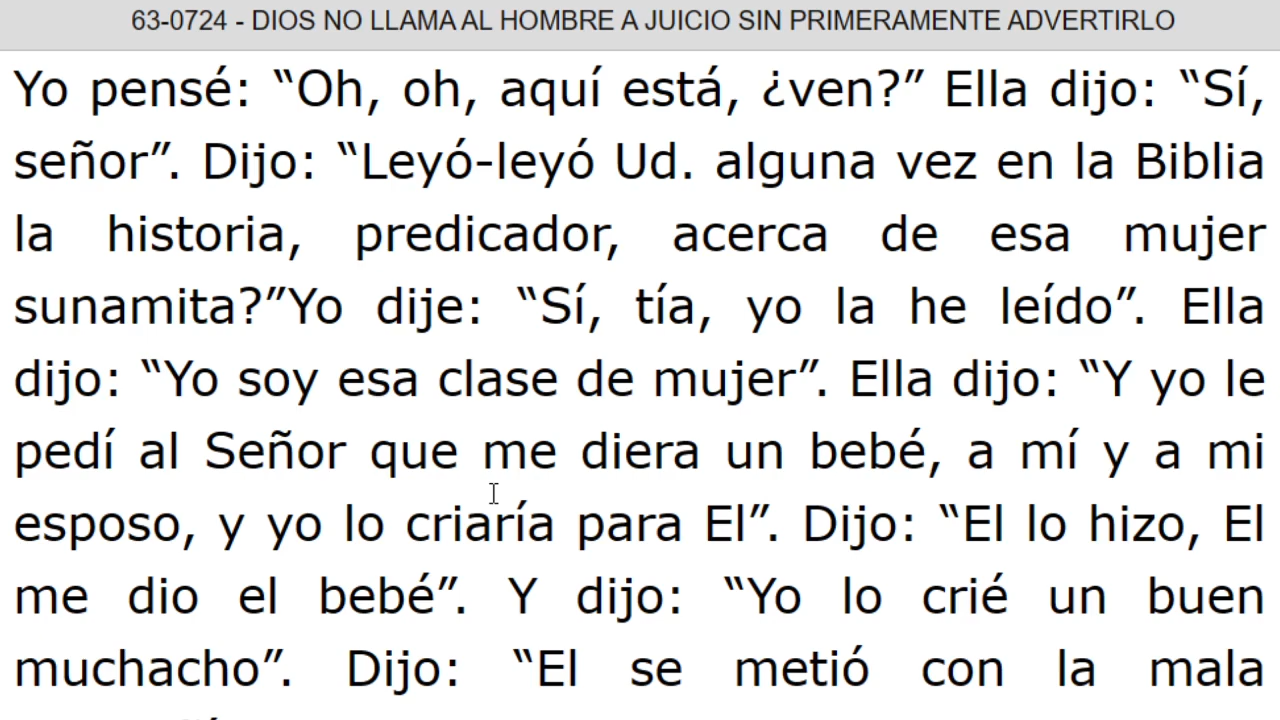 63-0724 - DIOS NO LLAMA AL HOMBRE A JUICIO SIN PRIMERAMENTE ADVERTIRLO
Yo pensé: “Oh, oh, aquí está, ¿ven?” Ella dijo: “Sí,
señor”. Dijo: “Leyó-leyó Ud. alguna vez en la Biblia
la historia, predicador, acerca de esa mujer
sunamita?”Yo dije: “Sí, tía, yo la he leído”. Ella
dijo: “Yo soy esa clase de mujer”. Ella dijo: “Y yo le
pedí al Señor que me diera un bebé, a mí y a mi
esposo, y yo lo criaría para El”. Dijo: “El lo hizo, El
me dio el bebé”. Y dijo: “Yo lo crié un buen
muchacho”. Dijo: “El se metió con la mala